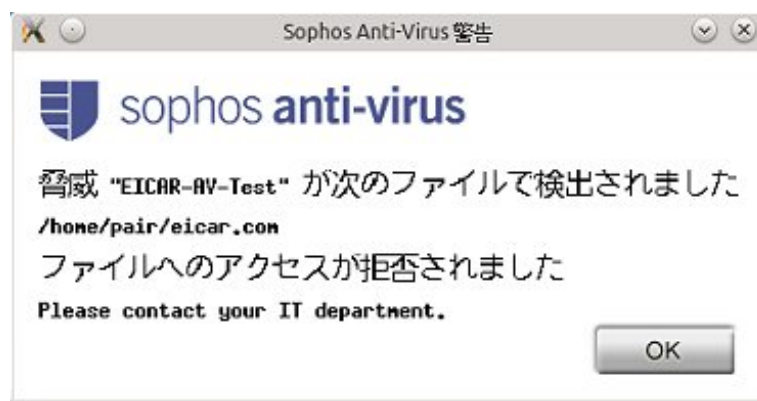 Sophos Anti-Virus 警告
sophos anti-virus
脅威 "EICAR-AV-Test" が次のファイルで検出されました
/home/pair/eicar.com
ファイルへのアクセスが拒否されました
Please contact your IT department.
OK